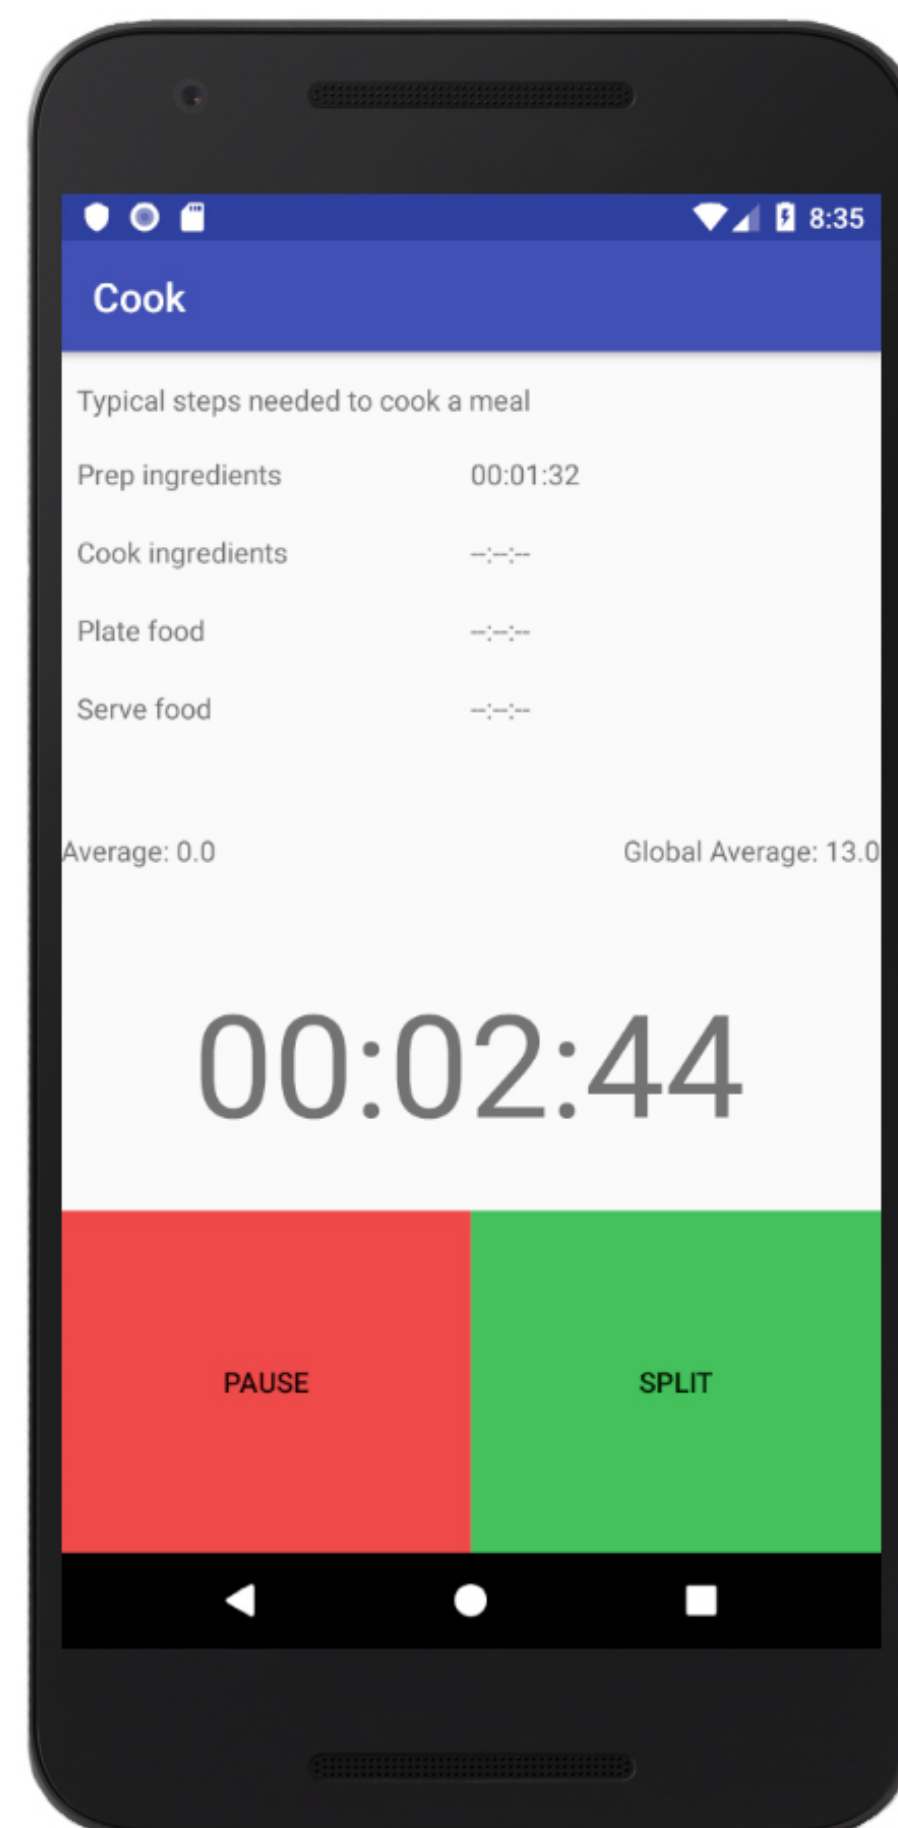 8:35
Cook
Typical steps needed to cook a meal
Prep ingredients 00:01:32
Cook ingredients --:--:--
Plate food --:--:--
Serve food --:--:--
Average: 0.0 Global Average: 13.0
00:02:44
PAUSE SPLIT